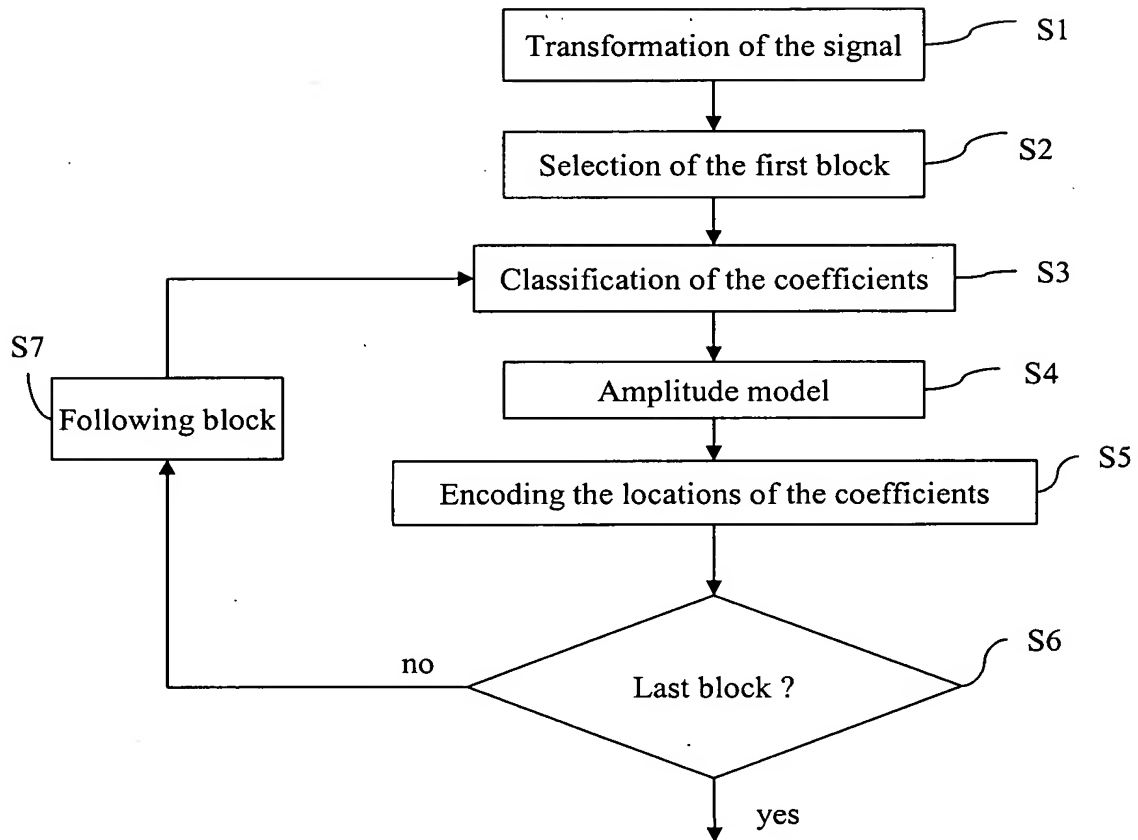 Transformation of the signal
S1
Selection of the first block
S2
Classification of the coefficients
S3
S7
Following block
Amplitude model
S4
Encoding the locations of the coefficients
S5
Last block ?
S6
no
yes